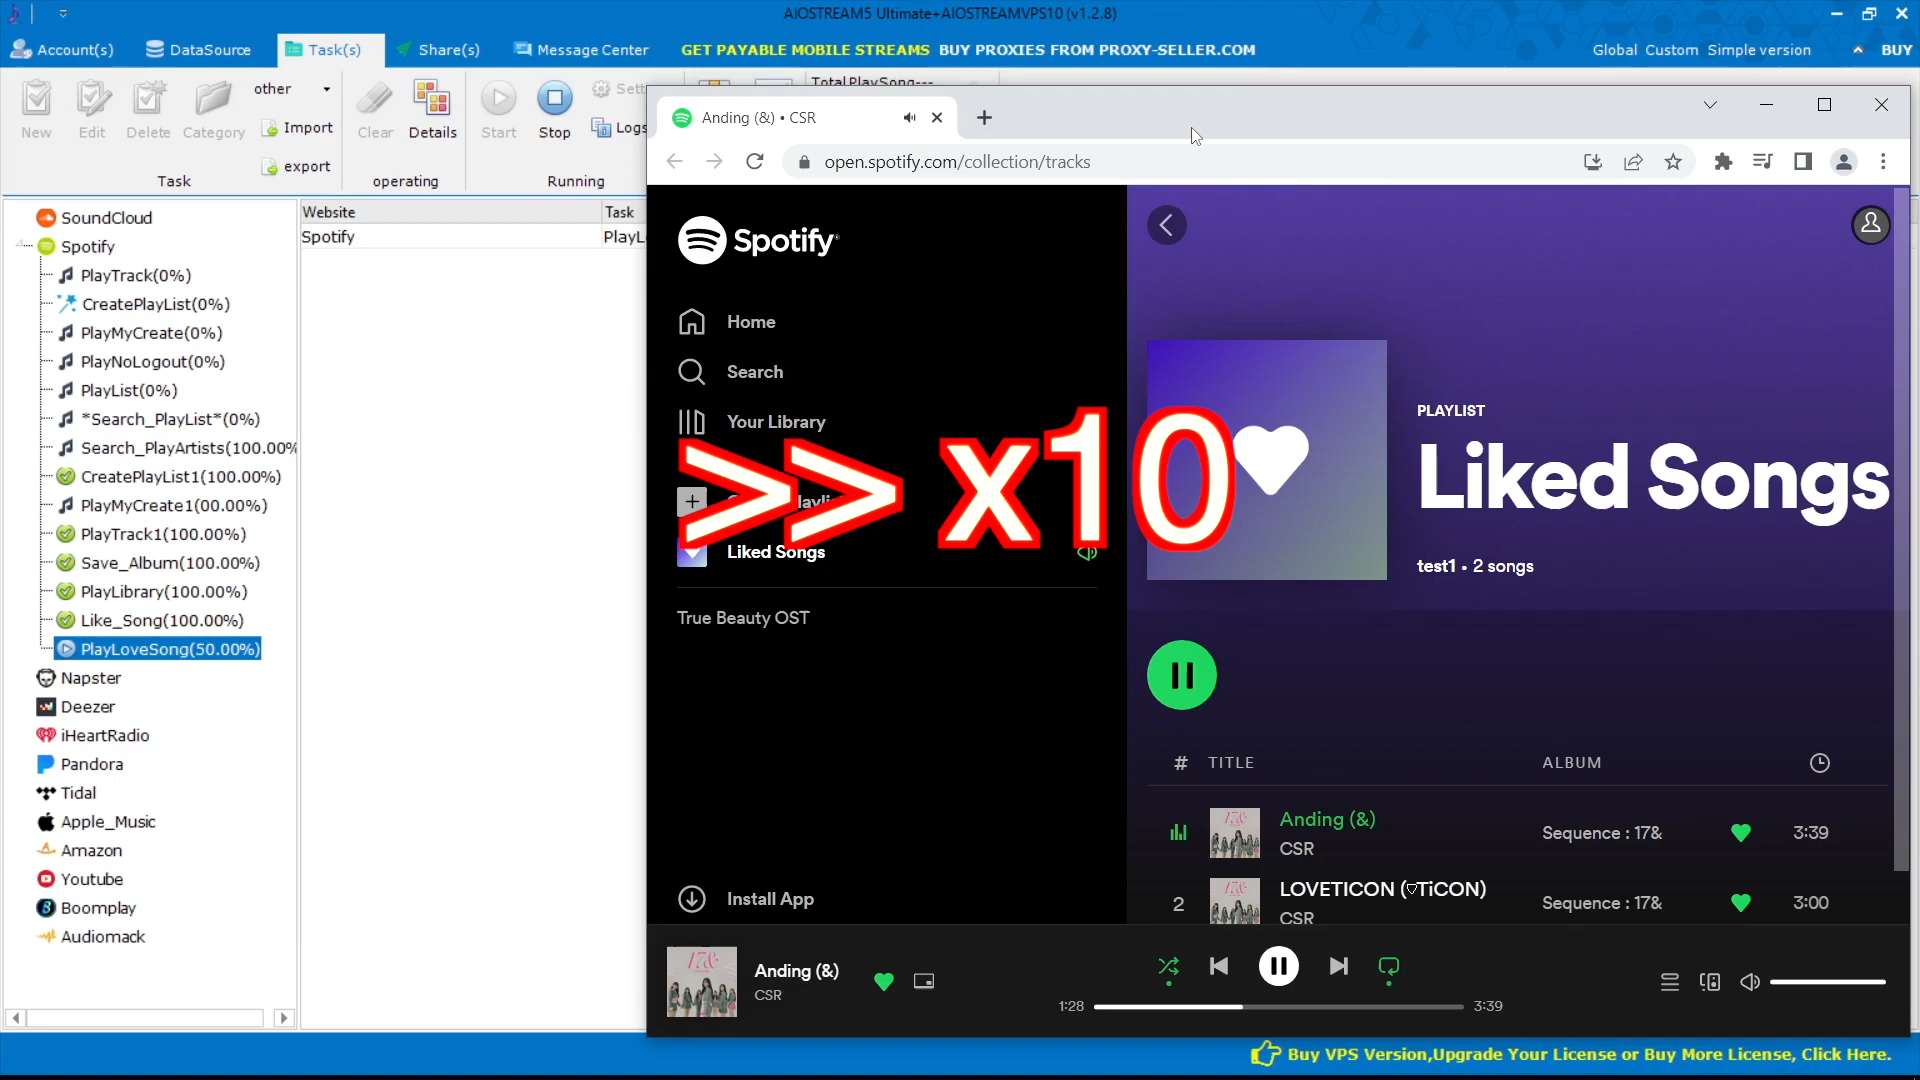 AIOSTREAM5 Ultimate+AIOSTREAMVPS10 (v1.2.8)
Account(s) DataSource Task(s) Share(s) Message Center GET PAYABLE MOBILE STREAMS BUY PROXIES FROM PROXY-SELLER.COM Global Custom Simple version BUY
New Edit Delete Category other Import export Clear Details Start Stop Logs
Task operating Running
Total PlaySong---
SoundCloud
Spotify
PlayTrack(0%)
CreatePlayList(0%)
PlayMyCreate(0%)
PlayNoLogout(0%)
PlayList(0%)
*Search_PlayList*(0%)
Search_PlayArtists(100.00%
CreatePlayList1(100.00%)
PlayMyCreate1(00.00%)
PlayTrack1(100.00%)
Save_Album(100.00%)
PlayLibrary(100.00%)
Like_Song(100.00%)
PlayLoveSong(50.00%)
Napster
Deezer
iHeartRadio
Pandora
Tidal
Apple_Music
Amazon
Youtube
Boomplay
Audiomack
Website Task
Spotify PlayL
Anding (&) • CSR
open.spotify.com/collection/tracks
Spotify
Home
Search
Your Library
>> x10
Liked Songs
True Beauty OST
Install App
PLAYLIST
Liked Songs
test1 • 2 songs
# TITLE ALBUM
Anding (&) Sequence : 17& 3:39
CSR
2 LOVETICON (♡TiCON) Sequence : 17& 3:00
CSR
Anding (&)
CSR
1:28 3:39
Buy VPS Version,Upgrade Your License or Buy More License, Click Here.